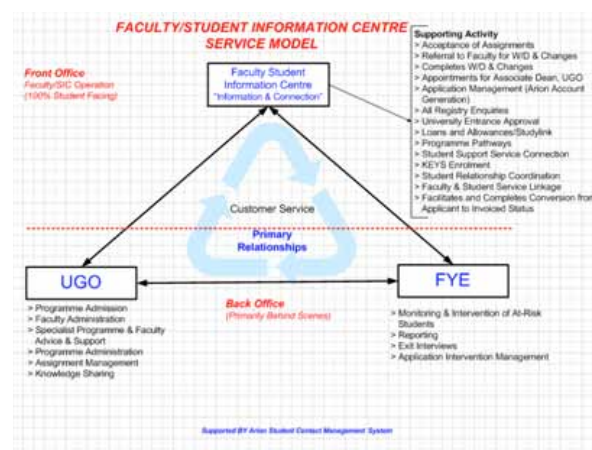 FACULTY/STUDENT INFORMATION CENTRE
SERVICE MODEL
Front Office
Faculty/SIC Operation
(100% Student Facing)
Faculty Student
Information Centre
"Information & Connection"
Supporting Activity
> Acceptance of Assignments
> Referral to Faculty for W/D & Changes
> Completes W/D & Changes
> Appointments for Associate Dean, UGO
> Application Management (Arion Account
Generation)
> All Registry Enquiries
> University Entrance Approval
> Loans and Allowances/Studylink
> Programme Pathways
> Student Support Service Connection
> KEYS Enrolment
> Student Relationship Coordination
> Faculty & Student Service Linkage
> Facilitates and Completes Conversion from
Applicant to Invoiced Status
Customer Service
Primary
Relationships
UGO
FYE
> Programme Admission
> Faculty Administration
> Specialist Programme & Faculty
Advice & Support
> Programme Administration
> Assignment Management
> Knowledge Sharing
Back Office
(Primarily Behind Scenes)
> Monitoring & Intervention of At-Risk
Students
> Reporting
> Exit Interviews
> Application Intervention Management
Supported BY Arion Student Contact Management System